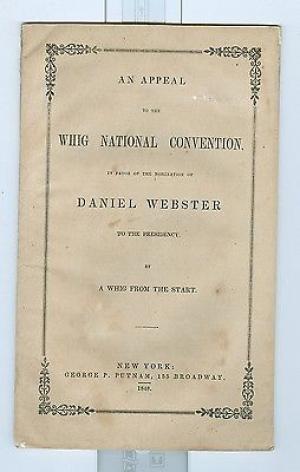 AN APPEAL
TO THE
WHIG NATIONAL CONVENTION,
IN FAVOR OF THE NOMINATION OF
DANIEL WEBSTER
TO THE PRESIDENCY.
BY
A WHIG FROM THE START.
NEW YORK:
GEORGE P. PUTNAM, 155 BROADWAY.
1848.